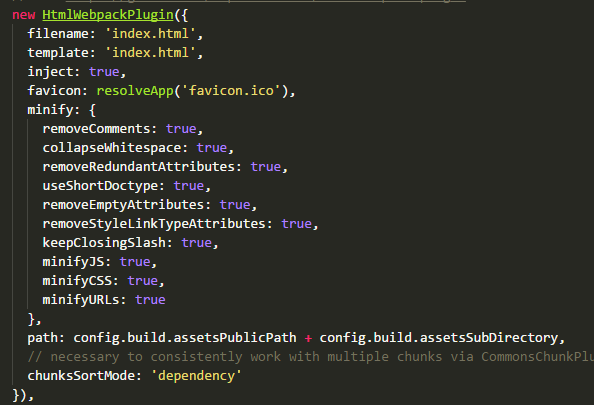 new HtmlWebpackPlugin({
filename: 'index.html',
template: 'index.html',
inject: true,
favicon: resolveApp('favicon.ico'),
minify: {
removeComments: true,
collapseWhitespace: true,
removeRedundantAttributes: true,
useShortDoctype: true,
removeEmptyAttributes: true,
removeStyleLinkTypeAttributes: true,
keepClosingSlash: true,
minifyJS: true,
minifyCSS: true,
minifyURLs: true
},
path: config.build.assetsPublicPath + config.build.assetsSubDirectory,
// necessary to consistently work with multiple chunks via CommonsChunkPlu
chunksSortMode: 'dependency'
}),